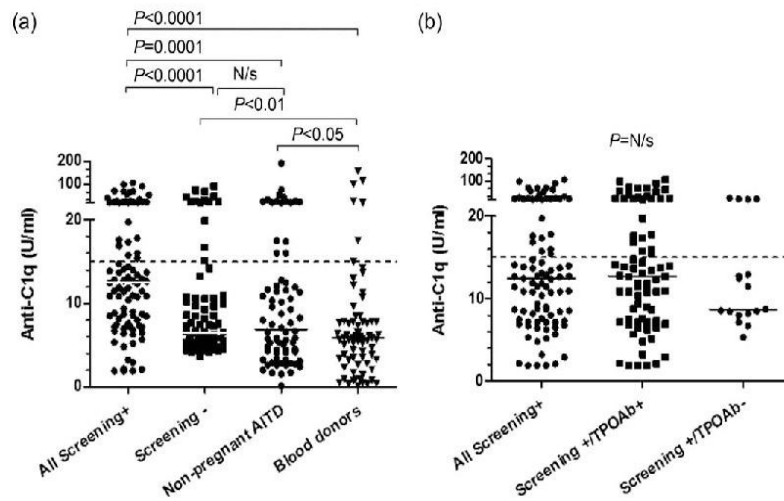 (a)
P<0.0001
P=0.0001
P<0.0001
N/s
P<0.01
P<0.05
200
100
20
10
0
Anti-C1q (U/ml)
All Screening+
Screening -
Non-pregnant AITD
Blood donors
(b)
P=N/s
200
100
20
10
0
Anti-C1q (U/ml)
All Screening+
Screening +/TPOAb+
Screening +/TPOAb-